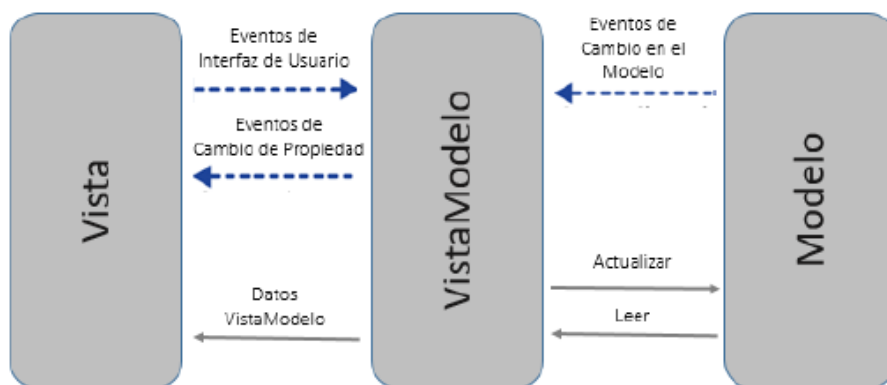 Vista
Eventos de
Interfaz de Usuario
Eventos de
Cambio de Propiedad
Datos
VistaModelo
VistaModelo
Eventos de
Cambio en el
Modelo
Actualizar
Leer
Modelo